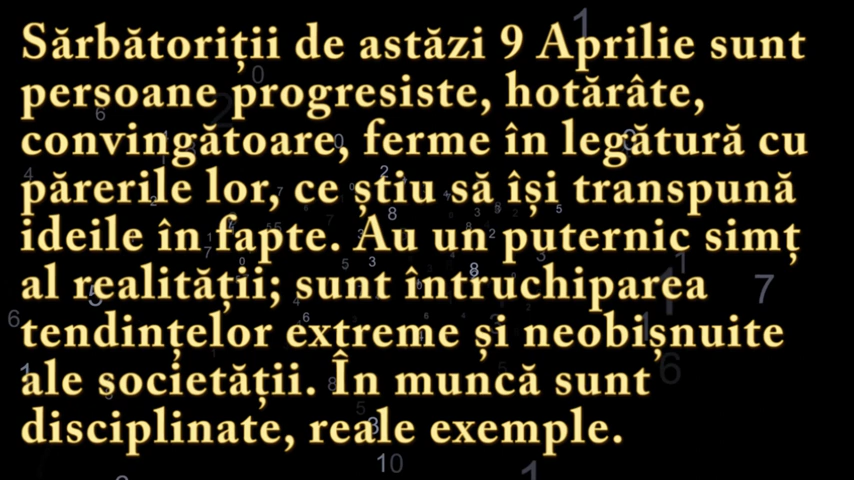 Sărbătoriții de astăzi 9 Aprilie sunt
persoane progresiste, hotărâte,
convingătoare, ferme în legătură cu
părerile lor, ce știu să își transpună
ideile în fapte. Au un puternic simț
al realității; sunt întruchiparea
tendințelor extreme și neobișnuite
ale societății. În muncă sunt
disciplinate, reale exemple.